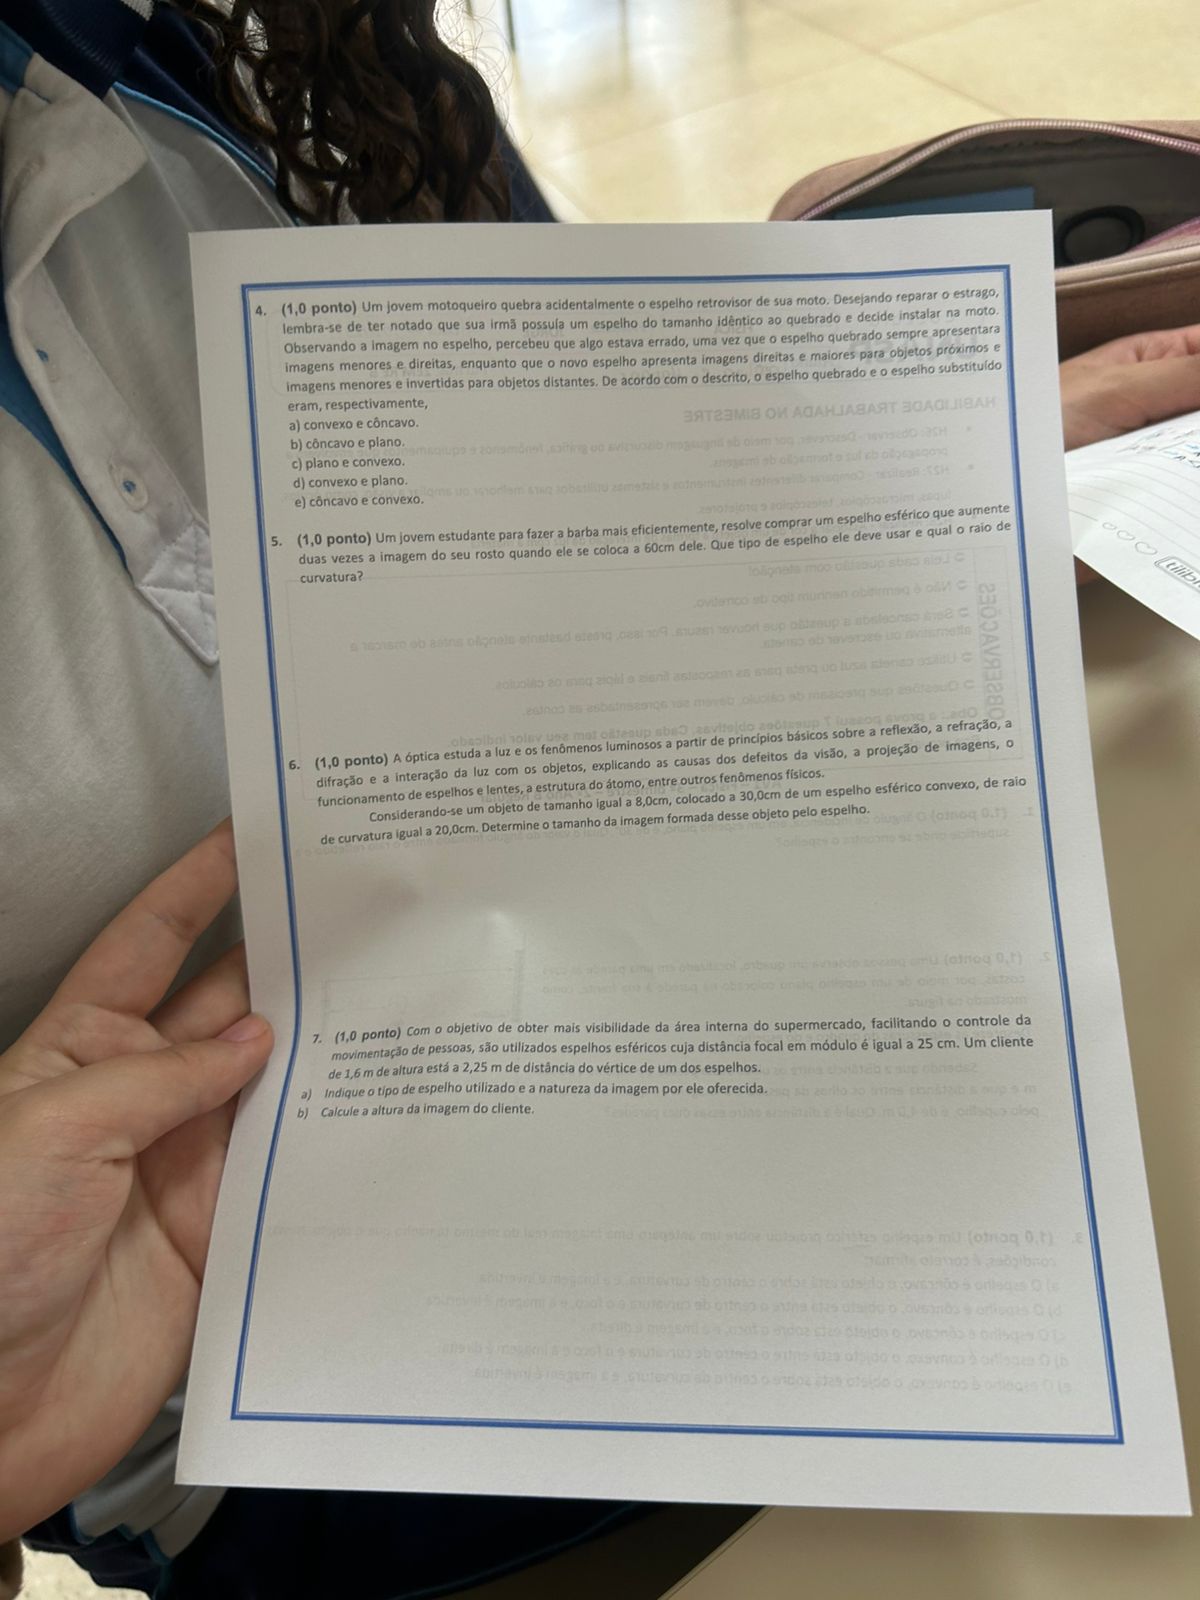 4. (1,0 ponto) Um jovem motoqueiro quebra acidentalmente o espelho retrovisor de sua moto. Desejando reparar o estrago,
lembra-se de ter notado que sua irmã possuía um espelho do tamanho idêntico ao quebrado e decide instalar na moto.
Observando a imagem no espelho, percebeu que algo estava errado, uma vez que o espelho quebrado sempre apresentara
imagens menores e direitas, enquanto que o novo espelho apresenta imagens direitas e maiores para objetos próximos e
imagens menores e invertidas para objetos distantes. De acordo com o descrito, o espelho quebrado e o espelho substituído
eram, respectivamente,
a) convexo e côncavo.
b) côncavo e plano.
c) plano e convexo.
d) convexo e plano.
e) côncavo e convexo.
5. (1,0 ponto) Um jovem estudante para fazer a barba mais eficientemente, resolve comprar um espelho esférico que aumente
duas vezes a imagem do seu rosto quando ele se coloca a 60cm dele. Que tipo de espelho ele deve usar e qual o raio de
curvatura?
6. (1,0 ponto) A óptica estuda a luz e os fenômenos luminosos a partir de princípios básicos sobre a reflexão, a refração, a
difração e a interação da luz com os objetos, explicando as causas dos defeitos da visão, a projeção de imagens, o
funcionamento de espelhos e lentes, a estrutura do átomo, entre outros fenômenos físicos.
Considerando-se um objeto de tamanho igual a 8,0cm, colocado a 30,0cm de um espelho esférico convexo, de raio
de curvatura igual a 20,0cm. Determine o tamanho da imagem formada desse objeto pelo espelho.
7. (1,0 ponto) Com o objetivo de obter mais visibilidade da área interna do supermercado, facilitando o controle da
movimentação de pessoas, são utilizados espelhos esféricos cuja distância focal em módulo é igual a 25 cm. Um cliente
de 1,6 m de altura está a 2,25 m de distância do vértice de um dos espelhos.
a) Indique o tipo de espelho utilizado e a natureza da imagem por ele oferecida.
b) Calcule a altura da imagem do cliente.